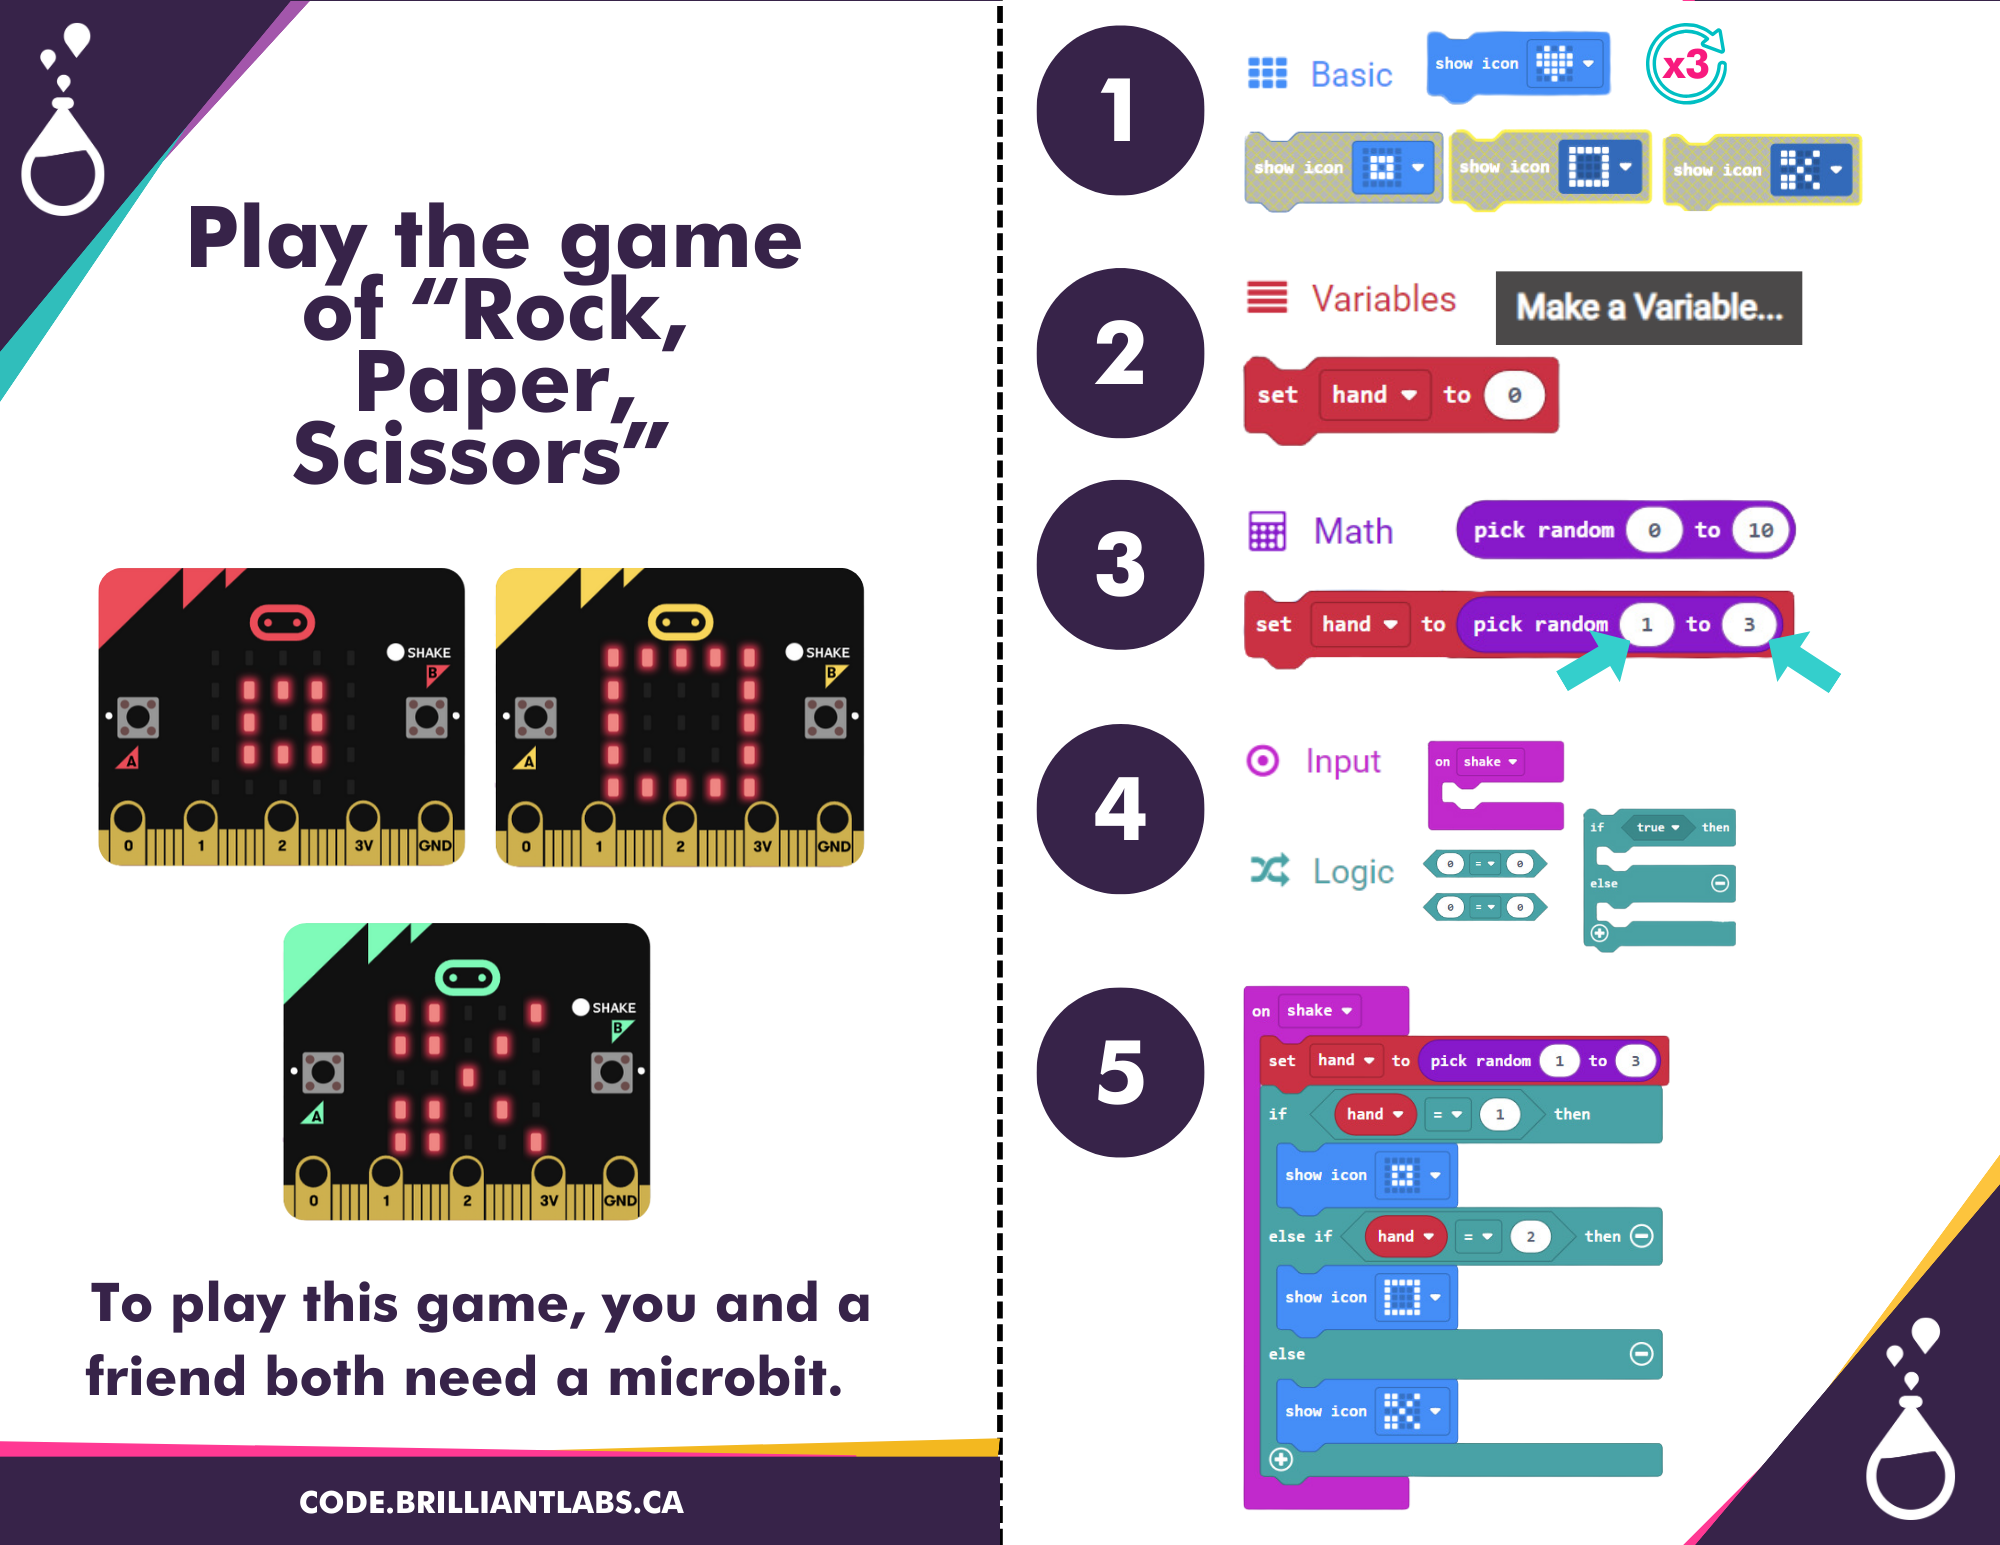 Play the game
of “Rock,
Paper,
Scissors”
SHAKE
B
A
0 1 2 3V GND
SHAKE
B
A
0 1 2 3V GND
SHAKE
B
A
0 1 2 3V GND
To play this game, you and a
friend both need a microbit.
CODE.BRILLIANTLABS.CA
1
Basic show icon x3
show icon show icon show icon
2
Variables Make a Variable...
set hand to 0
3
Math pick random 0 to 10
set hand to pick random 1 to 3
4
Input on shake
if true then
Logic 0 = 0
else
0 = 0
5
on shake
set hand to pick random 1 to 3
if hand = 1 then
show icon
else if hand = 2 then
show icon
else
show icon